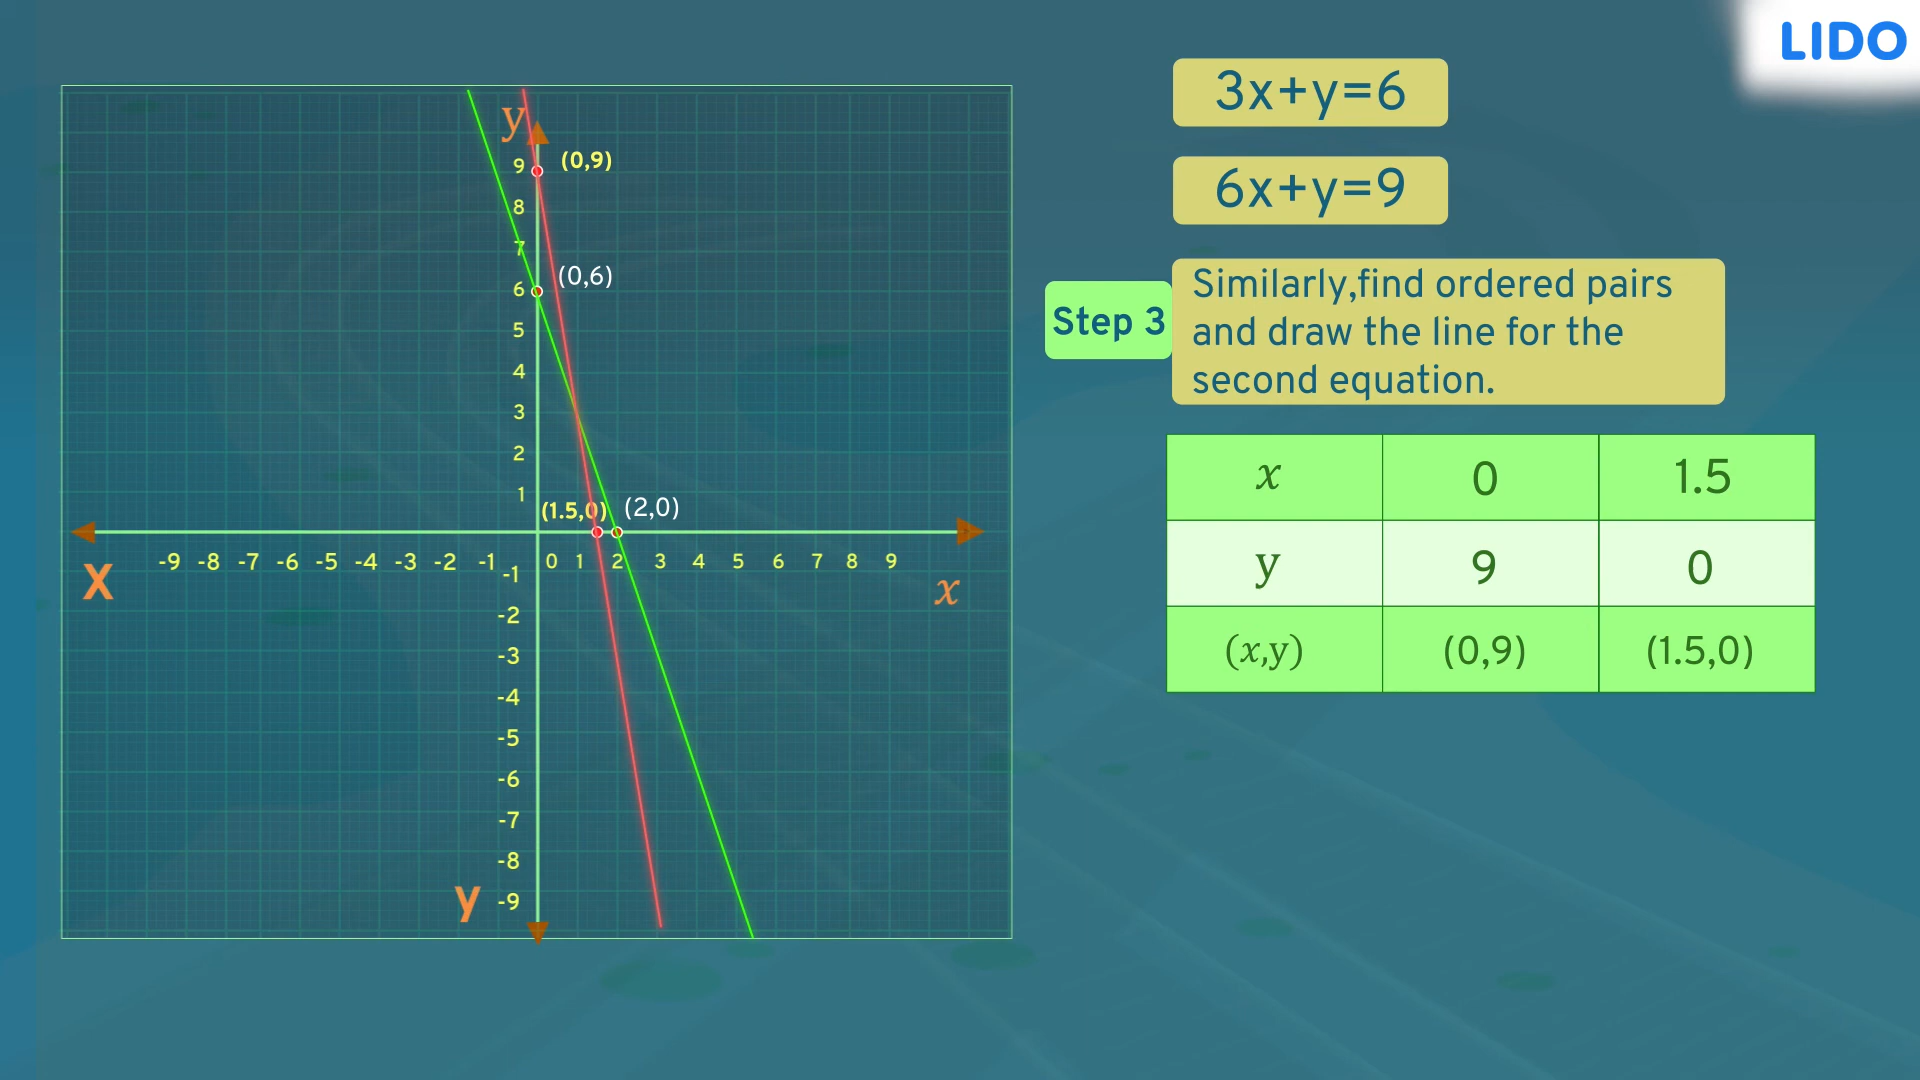 LIDO
3x+y=6
6x+y=9
Step 3
Similarly,find ordered pairs
and draw the line for the
second equation.
x 0 1.5
y 9 0
(x,y) (0,9) (1.5,0)
y
9 (0,9)
8
7
6 (0,6)
5
4
3
2
1
(1.5,0) (2,0)
-9 -8 -7 -6 -5 -4 -3 -2 -1 0 1 2 3 4 5 6 7 8 9
X x
-1
-2
-3
-4
-5
-6
-7
-8
y -9